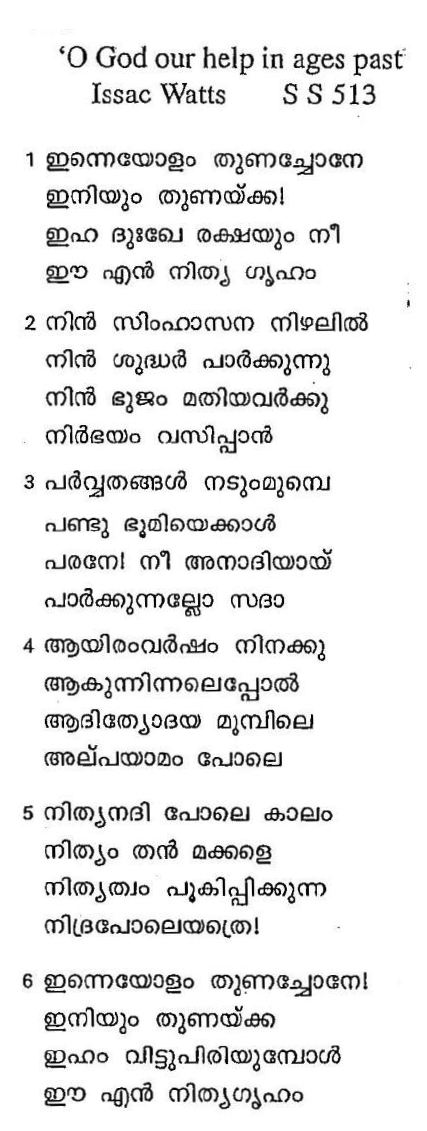 ‘O God our help in ages past
Issac Watts S S 513
1 ഇന്നെയോളം തുണച്ചോനേ
ഇനിയും തുണയ്ക്ക!
ഇഹ ദുഃഖേ രക്ഷയും നീ
ഈ എൻ നിത്യ ഗൃഹം
2 നിൻ സിംഹാസന നിഴലിൽ
നിൻ ശുദ്ധർ പാർക്കുന്നു
നിൻ ഭുജം മതിയവർക്കു
നിർഭയം വസിപ്പാൻ
3 പർവ്വതങ്ങൾ നടുംമുമ്പെ
പണ്ടു ഭൂമിയെക്കാൾ
പരനേ! നീ അനാദിയായ്
പാർക്കുന്നല്ലോ സദാ
4 ആയിരംവർഷം നിനക്കു
ആകുന്നിന്നലെപ്പോൽ
ആദിത്യോദയ മുമ്പിലെ
അല്പയാമം പോലെ
5 നിത്യനദി പോലെ കാലം
നിത്യം തൻ മക്കളെ
നിത്യത്വം പൂകിപ്പിക്കുന്ന
നിദ്രപോലെയത്രെ!
6 ഇന്നെയോളം തുണച്ചോനേ!
ഇനിയും തുണയ്ക്ക
ഇഹം വിട്ടുപിരിയുമ്പോൾ
ഈ എൻ നിത്യഗൃഹം